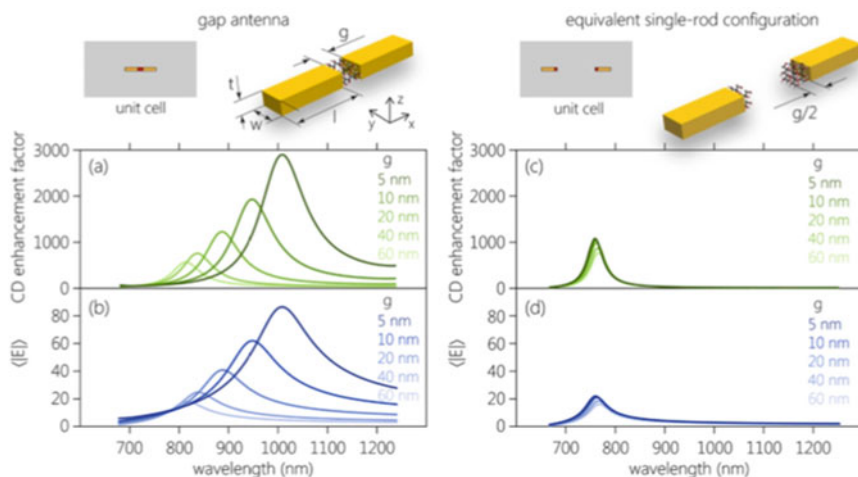 gap antenna
equivalent single-rod configuration
unit cell
g
t
w
l
z
y
x
unit cell
g/2
CD enhancement factor
3000
2000
1000
0
(a)
g
5 nm
10 nm
20 nm
40 nm
60 nm
CD enhancement factor
3000
2000
1000
0
(c)
g
5 nm
10 nm
20 nm
40 nm
60 nm
⟨|E|⟩
80
60
40
20
0
(b)
g
5 nm
10 nm
20 nm
40 nm
60 nm
700 800 900 1000 1100 1200
wavelength (nm)
⟨|E|⟩
80
60
40
20
0
(d)
g
5 nm
10 nm
20 nm
40 nm
60 nm
700 800 900 1000 1100 1200
wavelength (nm)